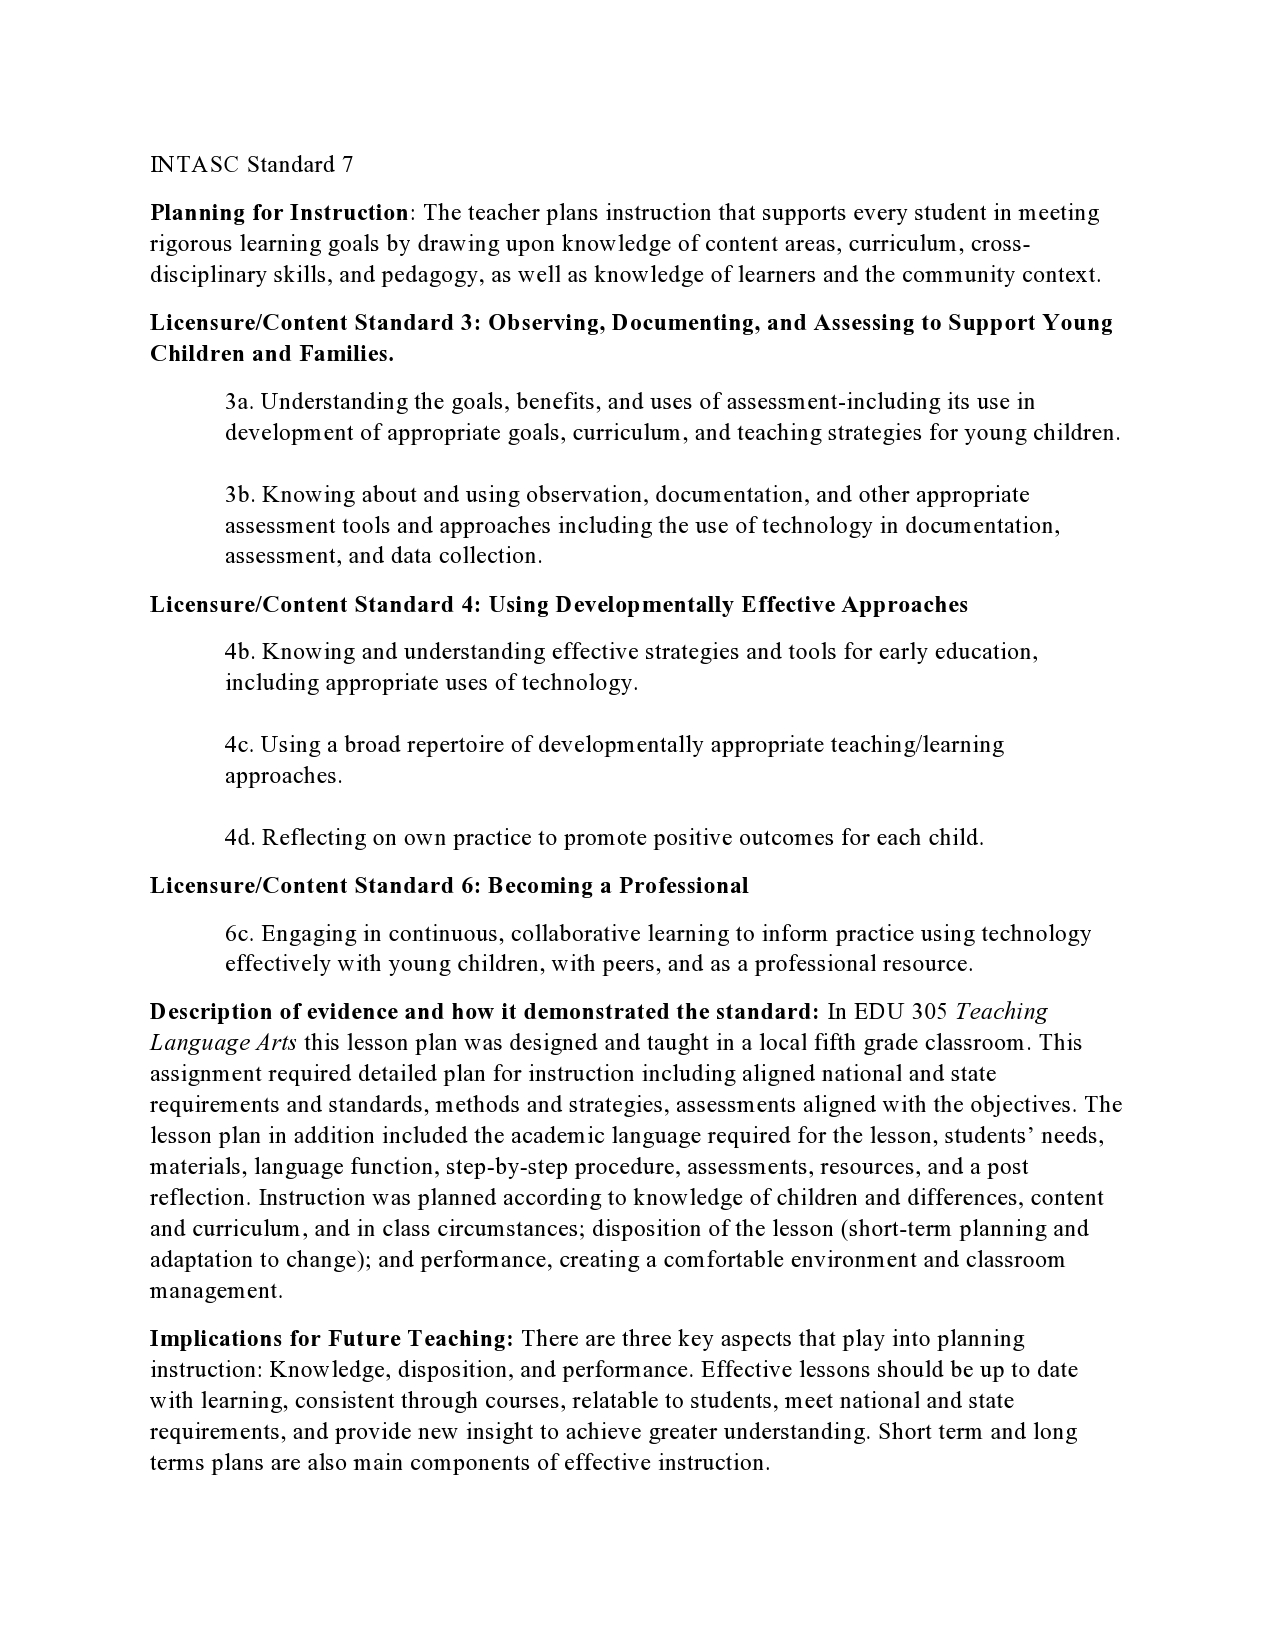 INTASC Standard 7
Planning for Instruction: The teacher plans instruction that supports every student in meeting
rigorous learning goals by drawing upon knowledge of content areas, curriculum, cross-
disciplinary skills, and pedagogy, as well as knowledge of learners and the community context.
Licensure/Content Standard 3: Observing, Documenting, and Assessing to Support Young
Children and Families.
3a. Understanding the goals, benefits, and uses of assessment-including its use in
development of appropriate goals, curriculum, and teaching strategies for young children.
3b. Knowing about and using observation, documentation, and other appropriate
assessment tools and approaches including the use of technology in documentation,
assessment, and data collection.
Licensure/Content Standard 4: Using Developmentally Effective Approaches
4b. Knowing and understanding effective strategies and tools for early education,
including appropriate uses of technology.
4c. Using a broad repertoire of developmentally appropriate teaching/learning
approaches.
4d. Reflecting on own practice to promote positive outcomes for each child.
Licensure/Content Standard 6: Becoming a Professional
6c. Engaging in continuous, collaborative learning to inform practice using technology
effectively with young children, with peers, and as a professional resource.
Description of evidence and how it demonstrated the standard: In EDU 305 Teaching
Language Arts this lesson plan was designed and taught in a local fifth grade classroom. This
assignment required detailed plan for instruction including aligned national and state
requirements and standards, methods and strategies, assessments aligned with the objectives. The
lesson plan in addition included the academic language required for the lesson, students’ needs,
materials, language function, step-by-step procedure, assessments, resources, and a post
reflection. Instruction was planned according to knowledge of children and differences, content
and curriculum, and in class circumstances; disposition of the lesson (short-term planning and
adaptation to change); and performance, creating a comfortable environment and classroom
management.
Implications for Future Teaching: There are three key aspects that play into planning
instruction: Knowledge, disposition, and performance. Effective lessons should be up to date
with learning, consistent through courses, relatable to students, meet national and state
requirements, and provide new insight to achieve greater understanding. Short term and long
terms plans are also main components of effective instruction.